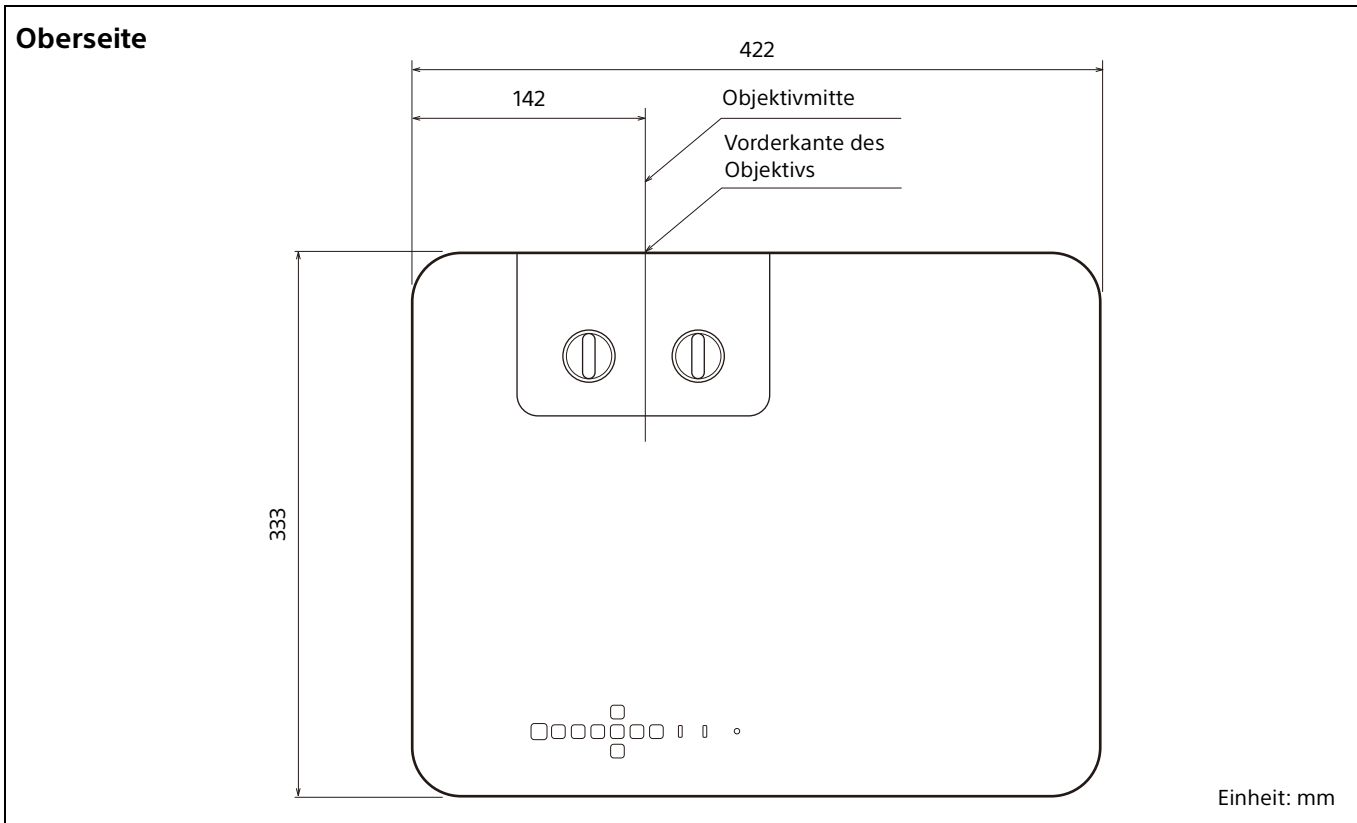 Oberseite
422
142
Objektivmitte
Vorderkante des
Objektivs
333
Einheit: mm